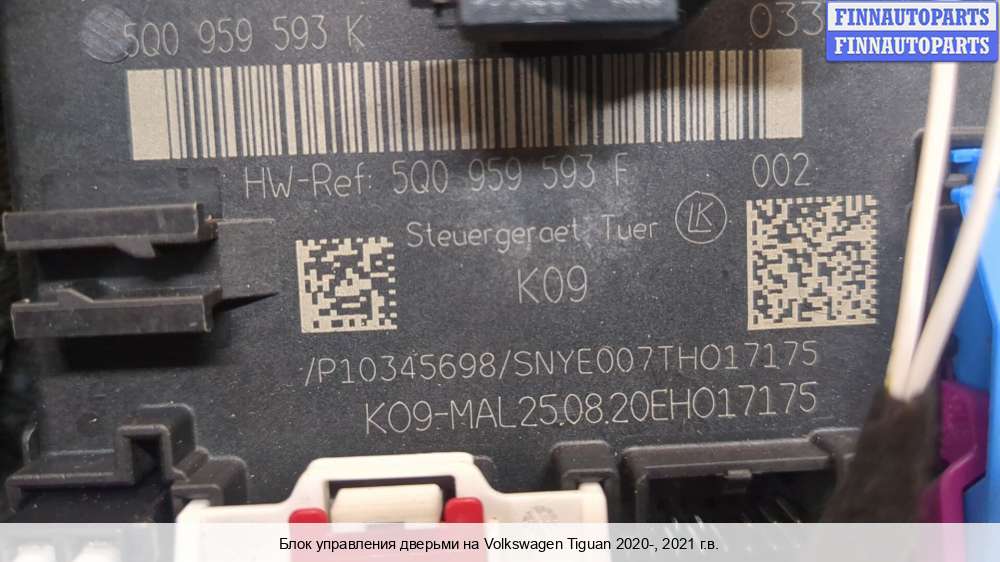 5Q0 959 593 K
033
FINNAUTOPARTS
FINNAUTOPARTS
HW-Ref: 5Q0 959 593 F 002
Steuergeraet Tuer LK
K09
/P10345698/SNYE007TH017175
K09-MAL25.08.20EH017175
Блок управления дверьми на Volkswagen Tiguan 2020-, 2021 г.в.